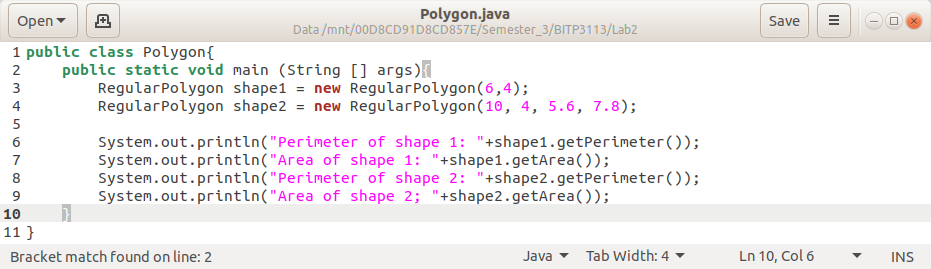 Open
Polygon.java
Data /mnt/00D8CD91D8CD857E/Semester_3/BITP3113/Lab2
Save
1 public class Polygon{
2     public static void main (String [] args){
3         RegularPolygon shape1 = new RegularPolygon(6,4);
4         RegularPolygon shape2 = new RegularPolygon(10, 4, 5.6, 7.8);
5
6         System.out.println("Perimeter of shape 1: "+shape1.getPerimeter());
7         System.out.println("Area of shape 1: "+shape1.getArea());
8         System.out.println("Perimeter of shape 2: "+shape2.getPerimeter());
9         System.out.println("Area of shape 2; "+shape2.getArea());
10     }
11 }
Bracket match found on line: 2 Java Tab Width: 4 Ln 10, Col 6 INS